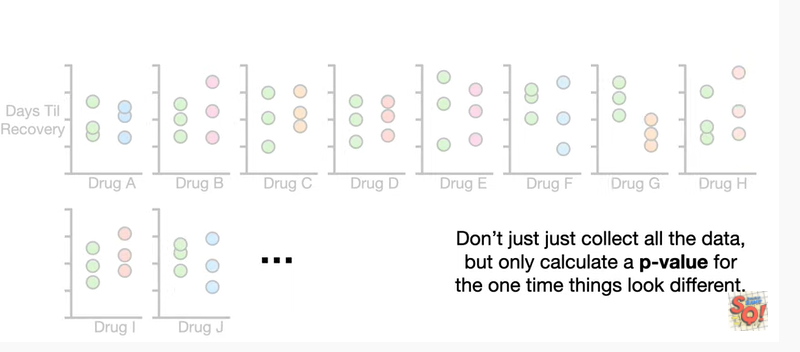 Days Til
Recovery
Drug A
Drug B
Drug C
Drug D
Drug E
Drug F
Drug G
Drug H
Drug I
Drug J
...
Don’t just just collect all the data,
but only calculate a p-value for
the one time things look different.
SQ!